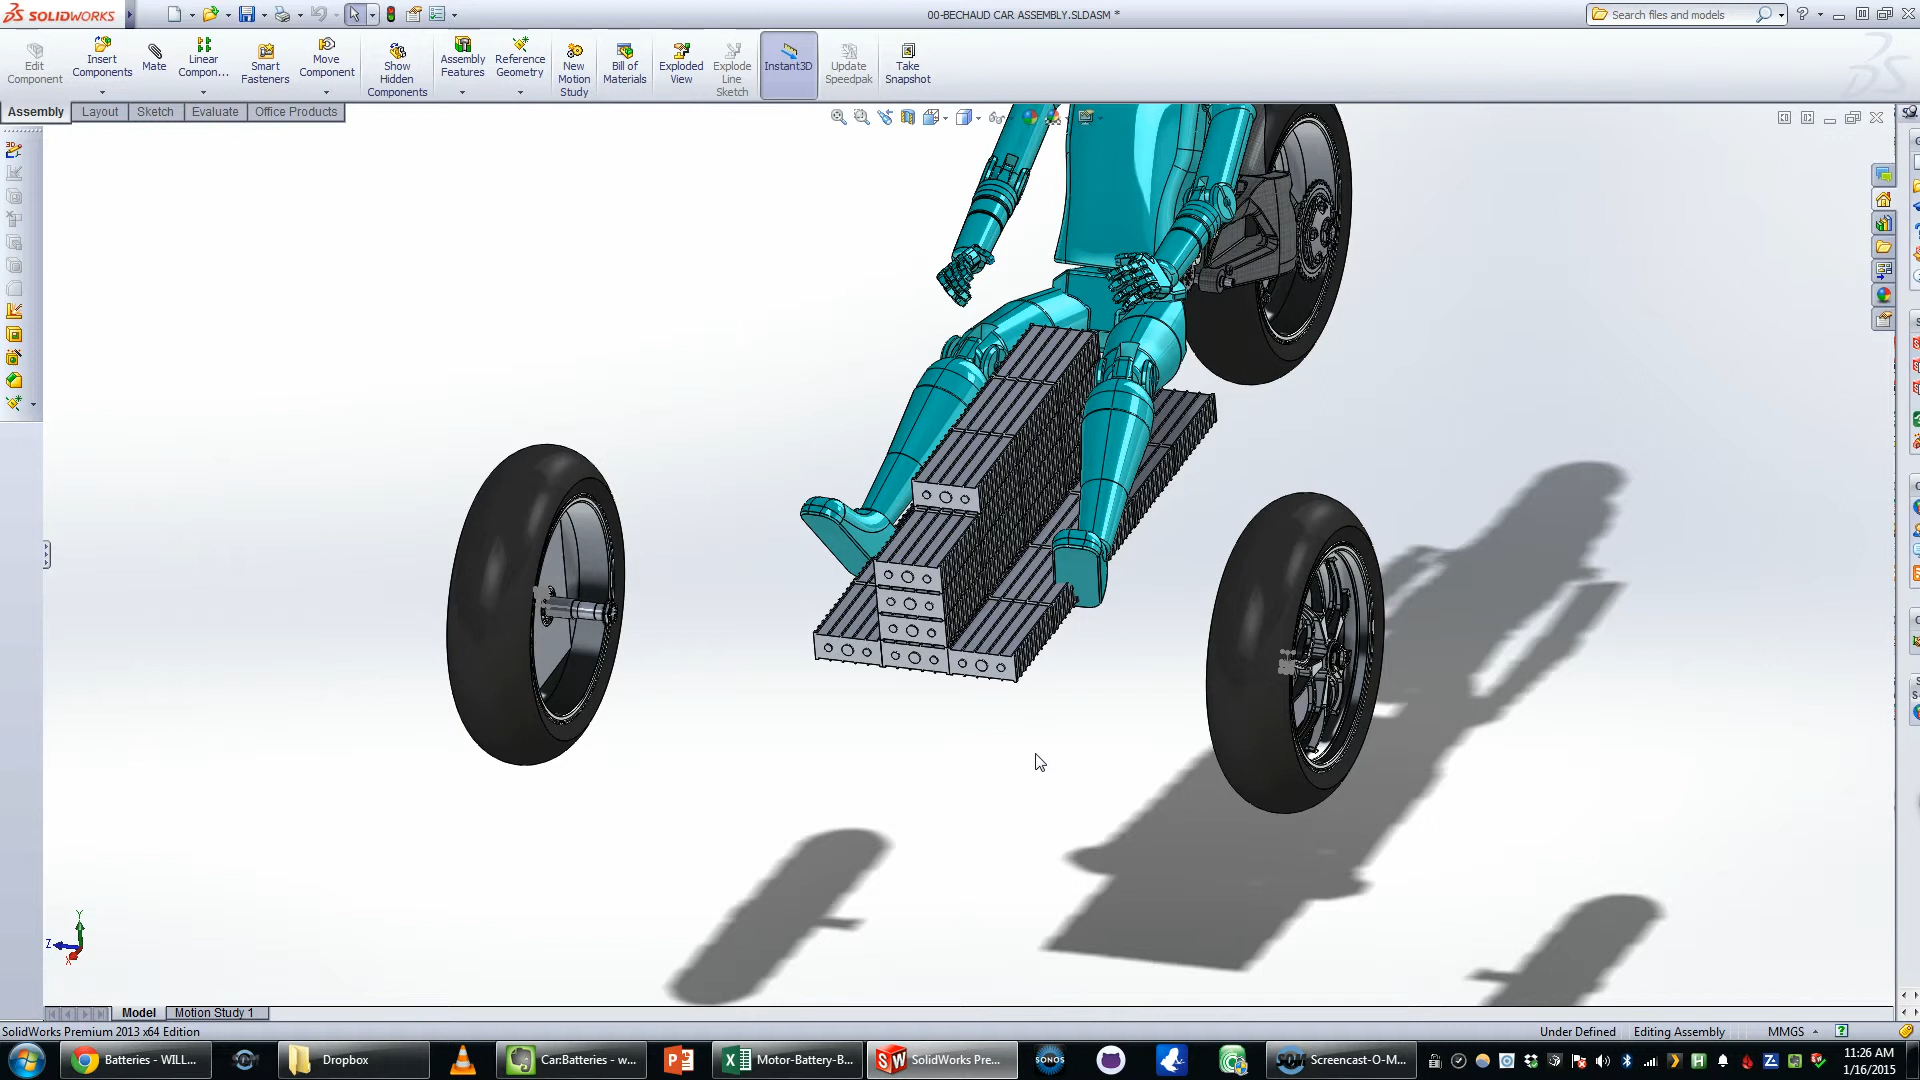 SOLIDWORKS
00-BECHAUD CAR ASSEMBLY.SLDASM *
Search files and models
Edit Component
Insert Components
Mate
Linear Compon...
Smart Fasteners
Move Component
Show Hidden Components
Assembly Features
Reference Geometry
New Motion Study
Bill of Materials
Exploded View
Explode Line Sketch
Instant3D
Update Speedpak
Take Snapshot
Assembly
Layout
Sketch
Evaluate
Office Products
3D
Y
Z
X
Model
Motion Study 1
SolidWorks Premium 2013 x64 Edition
Under Defined
Editing Assembly
MMGS
Batteries - WILL...
Dropbox
Car.Batteries - w...
Motor-Battery-B...
SolidWorks Pre...
SONOS
Screencast-O-M...
11:26 AM
1/16/2015